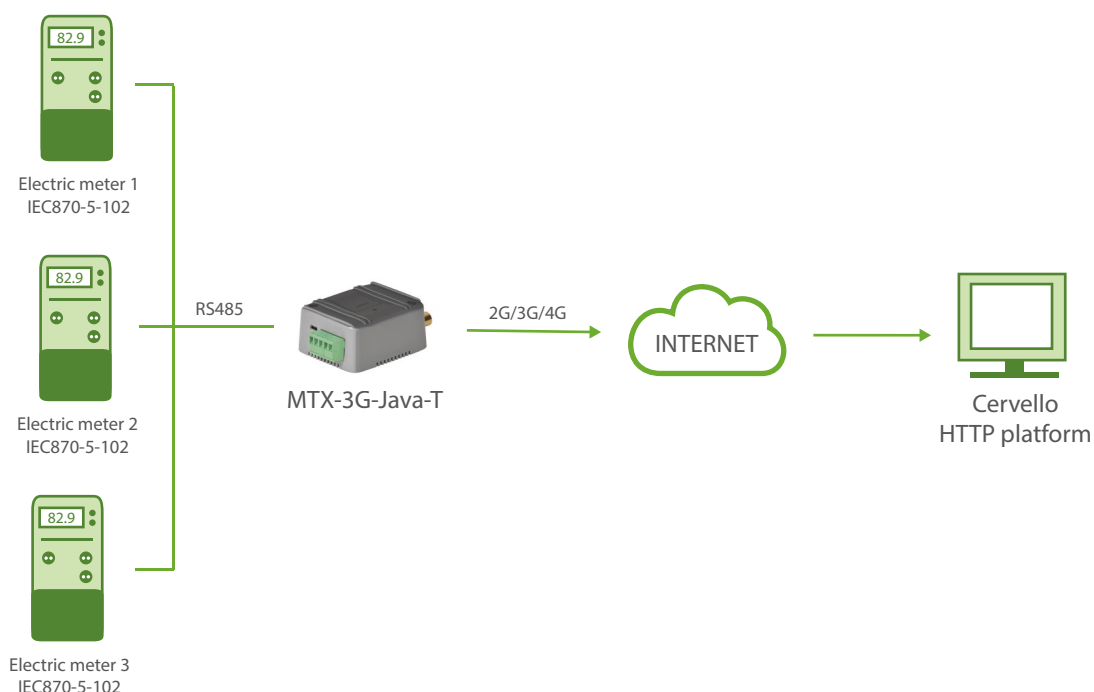 82.9
Electric meter 1
IEC870-5-102
82.9
Electric meter 2
IEC870-5-102
82.9
Electric meter 3
IEC870-5-102
RS485
MTX-3G-Java-T
2G/3G/4G
INTERNET
Cervello
HTTP platform